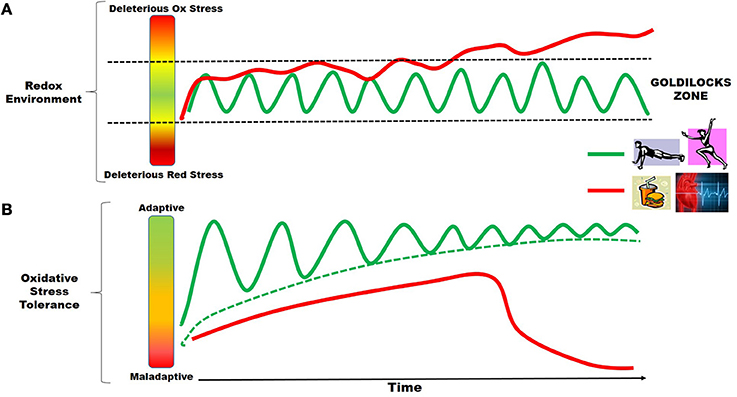 A
Deleterious Ox Stress
Redox
Environment
GOLDILOCKS
ZONE
Deleterious Red Stress
B
Adaptive
Oxidative
Stress
Tolerance
Maladaptive
Time